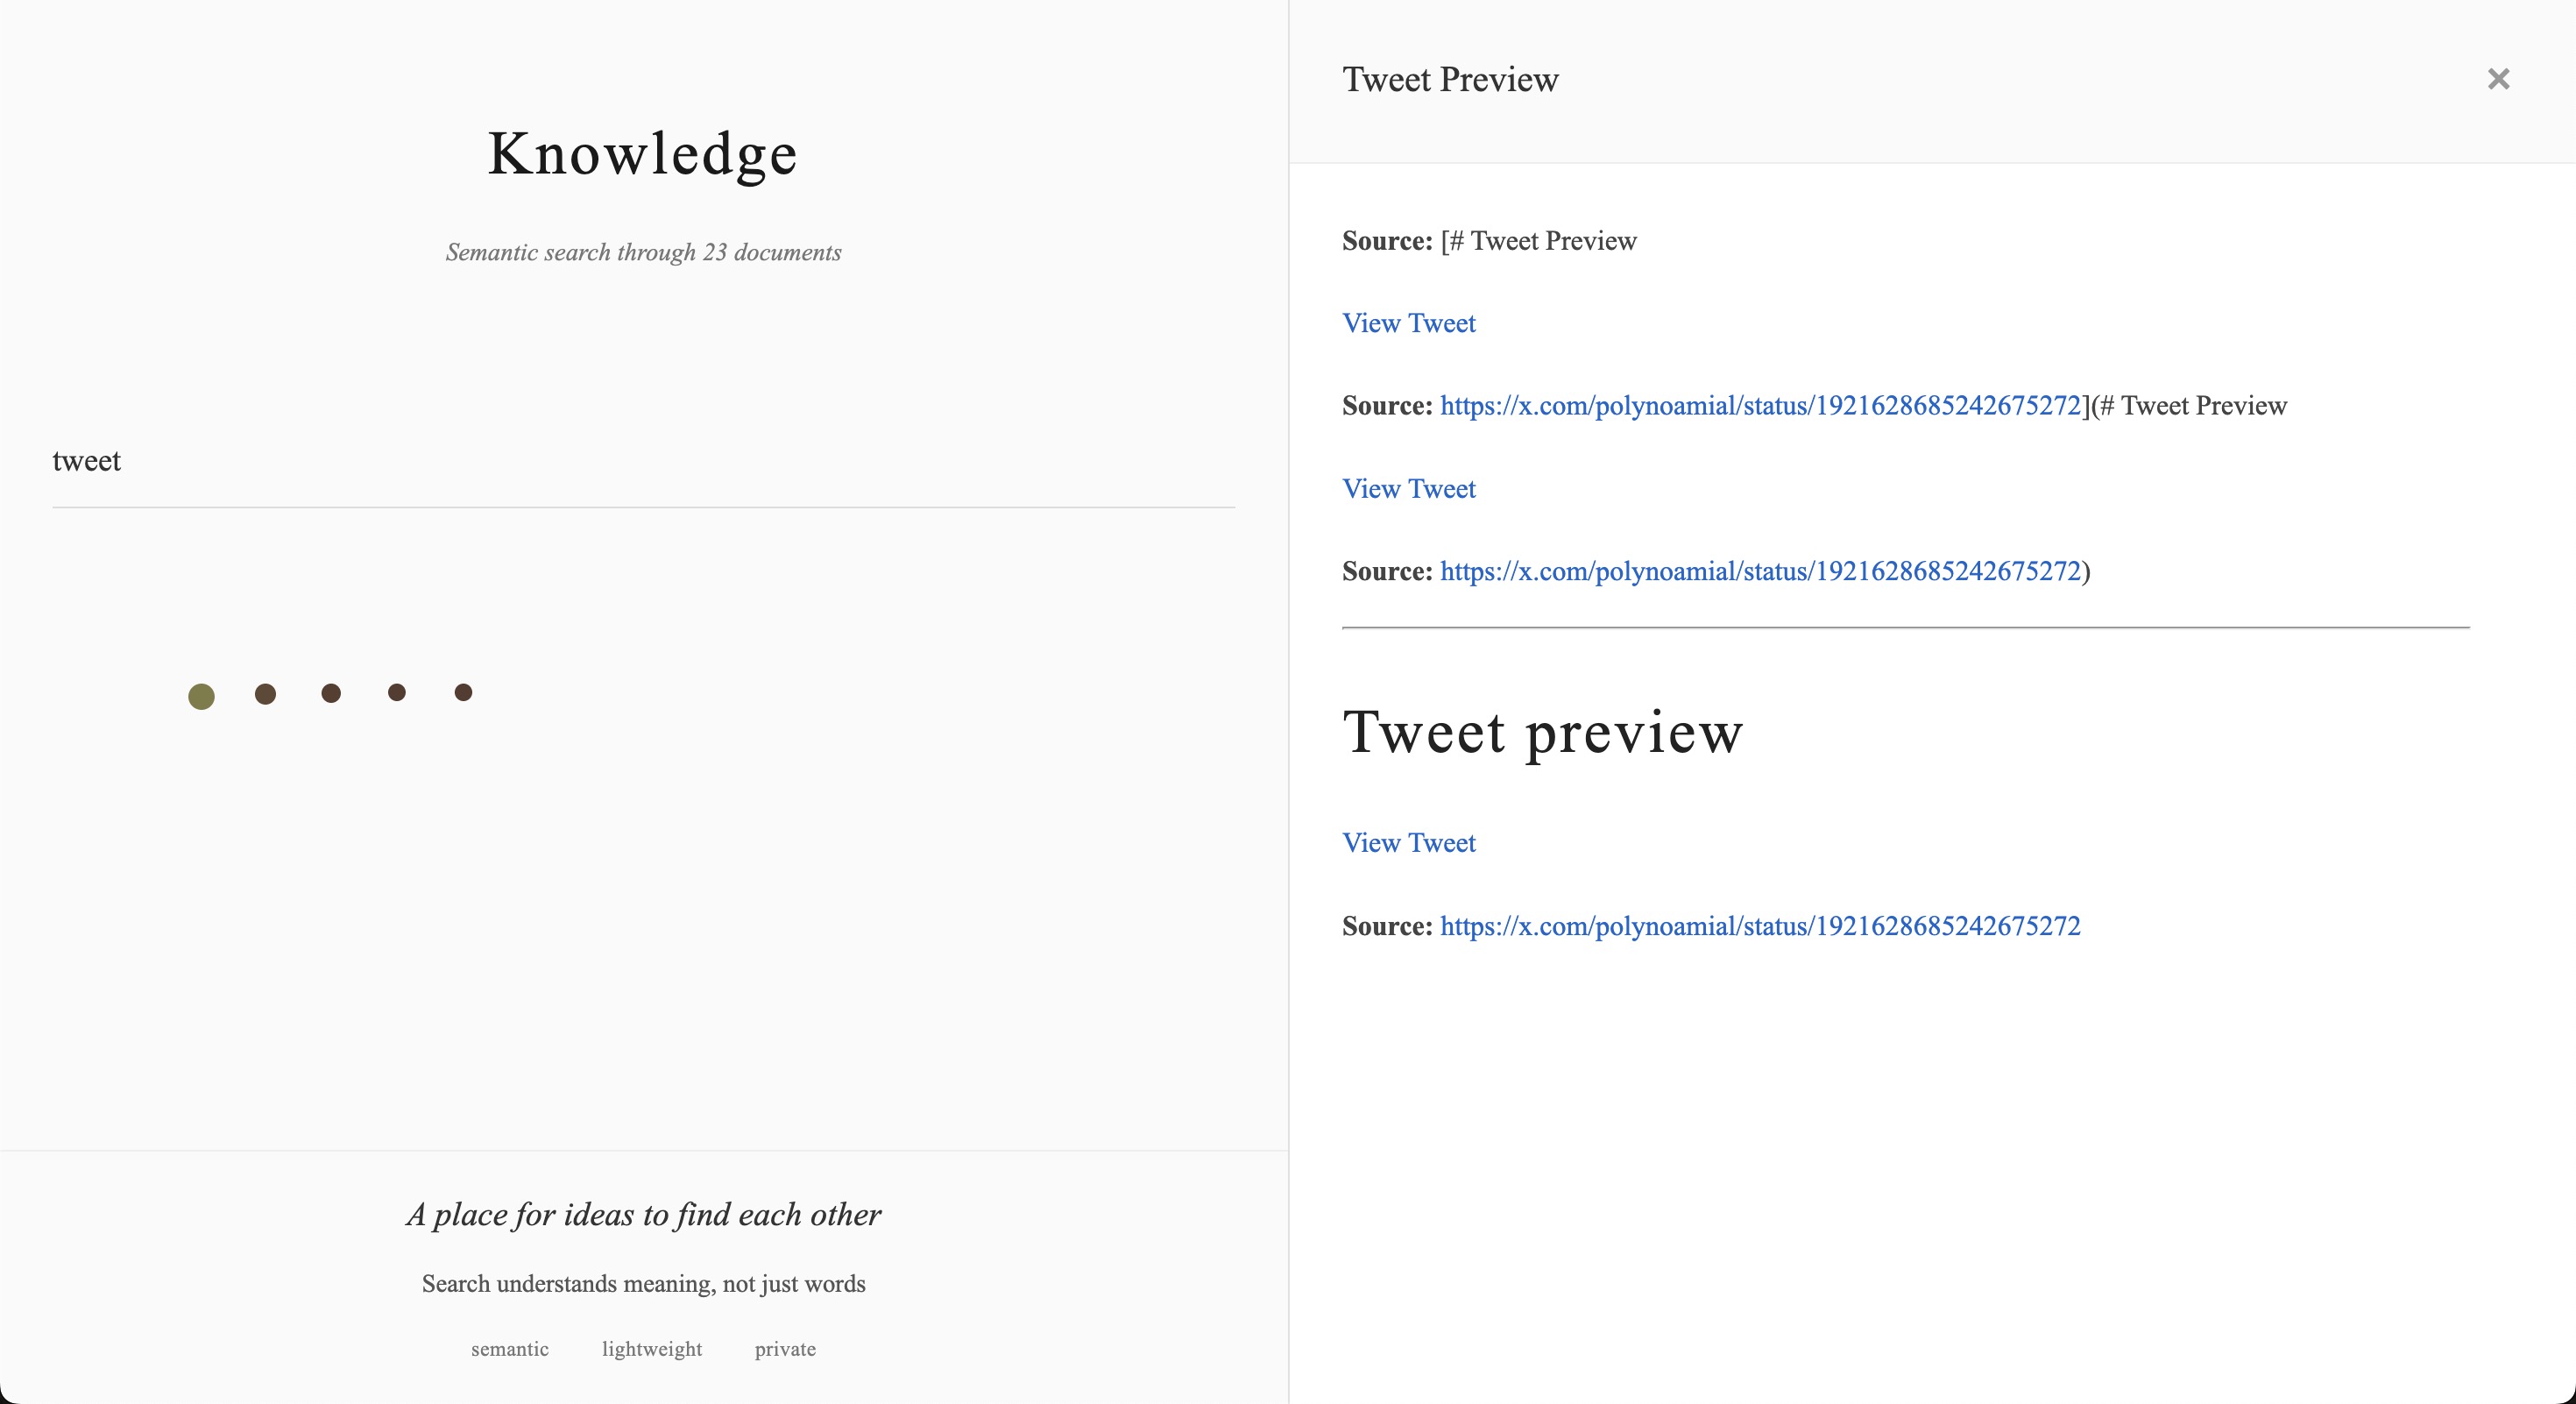 Knowledge
Semantic search through 23 documents
tweet
A place for ideas to find each other
Search understands meaning, not just words
semantic lightweight private
Tweet Preview
×
Source: [# Tweet Preview
View Tweet
Source: https://x.com/polynoamial/status/1921628685242675272](# Tweet Preview
View Tweet
Source: https://x.com/polynoamial/status/1921628685242675272)
Tweet preview
View Tweet
Source: https://x.com/polynoamial/status/1921628685242675272